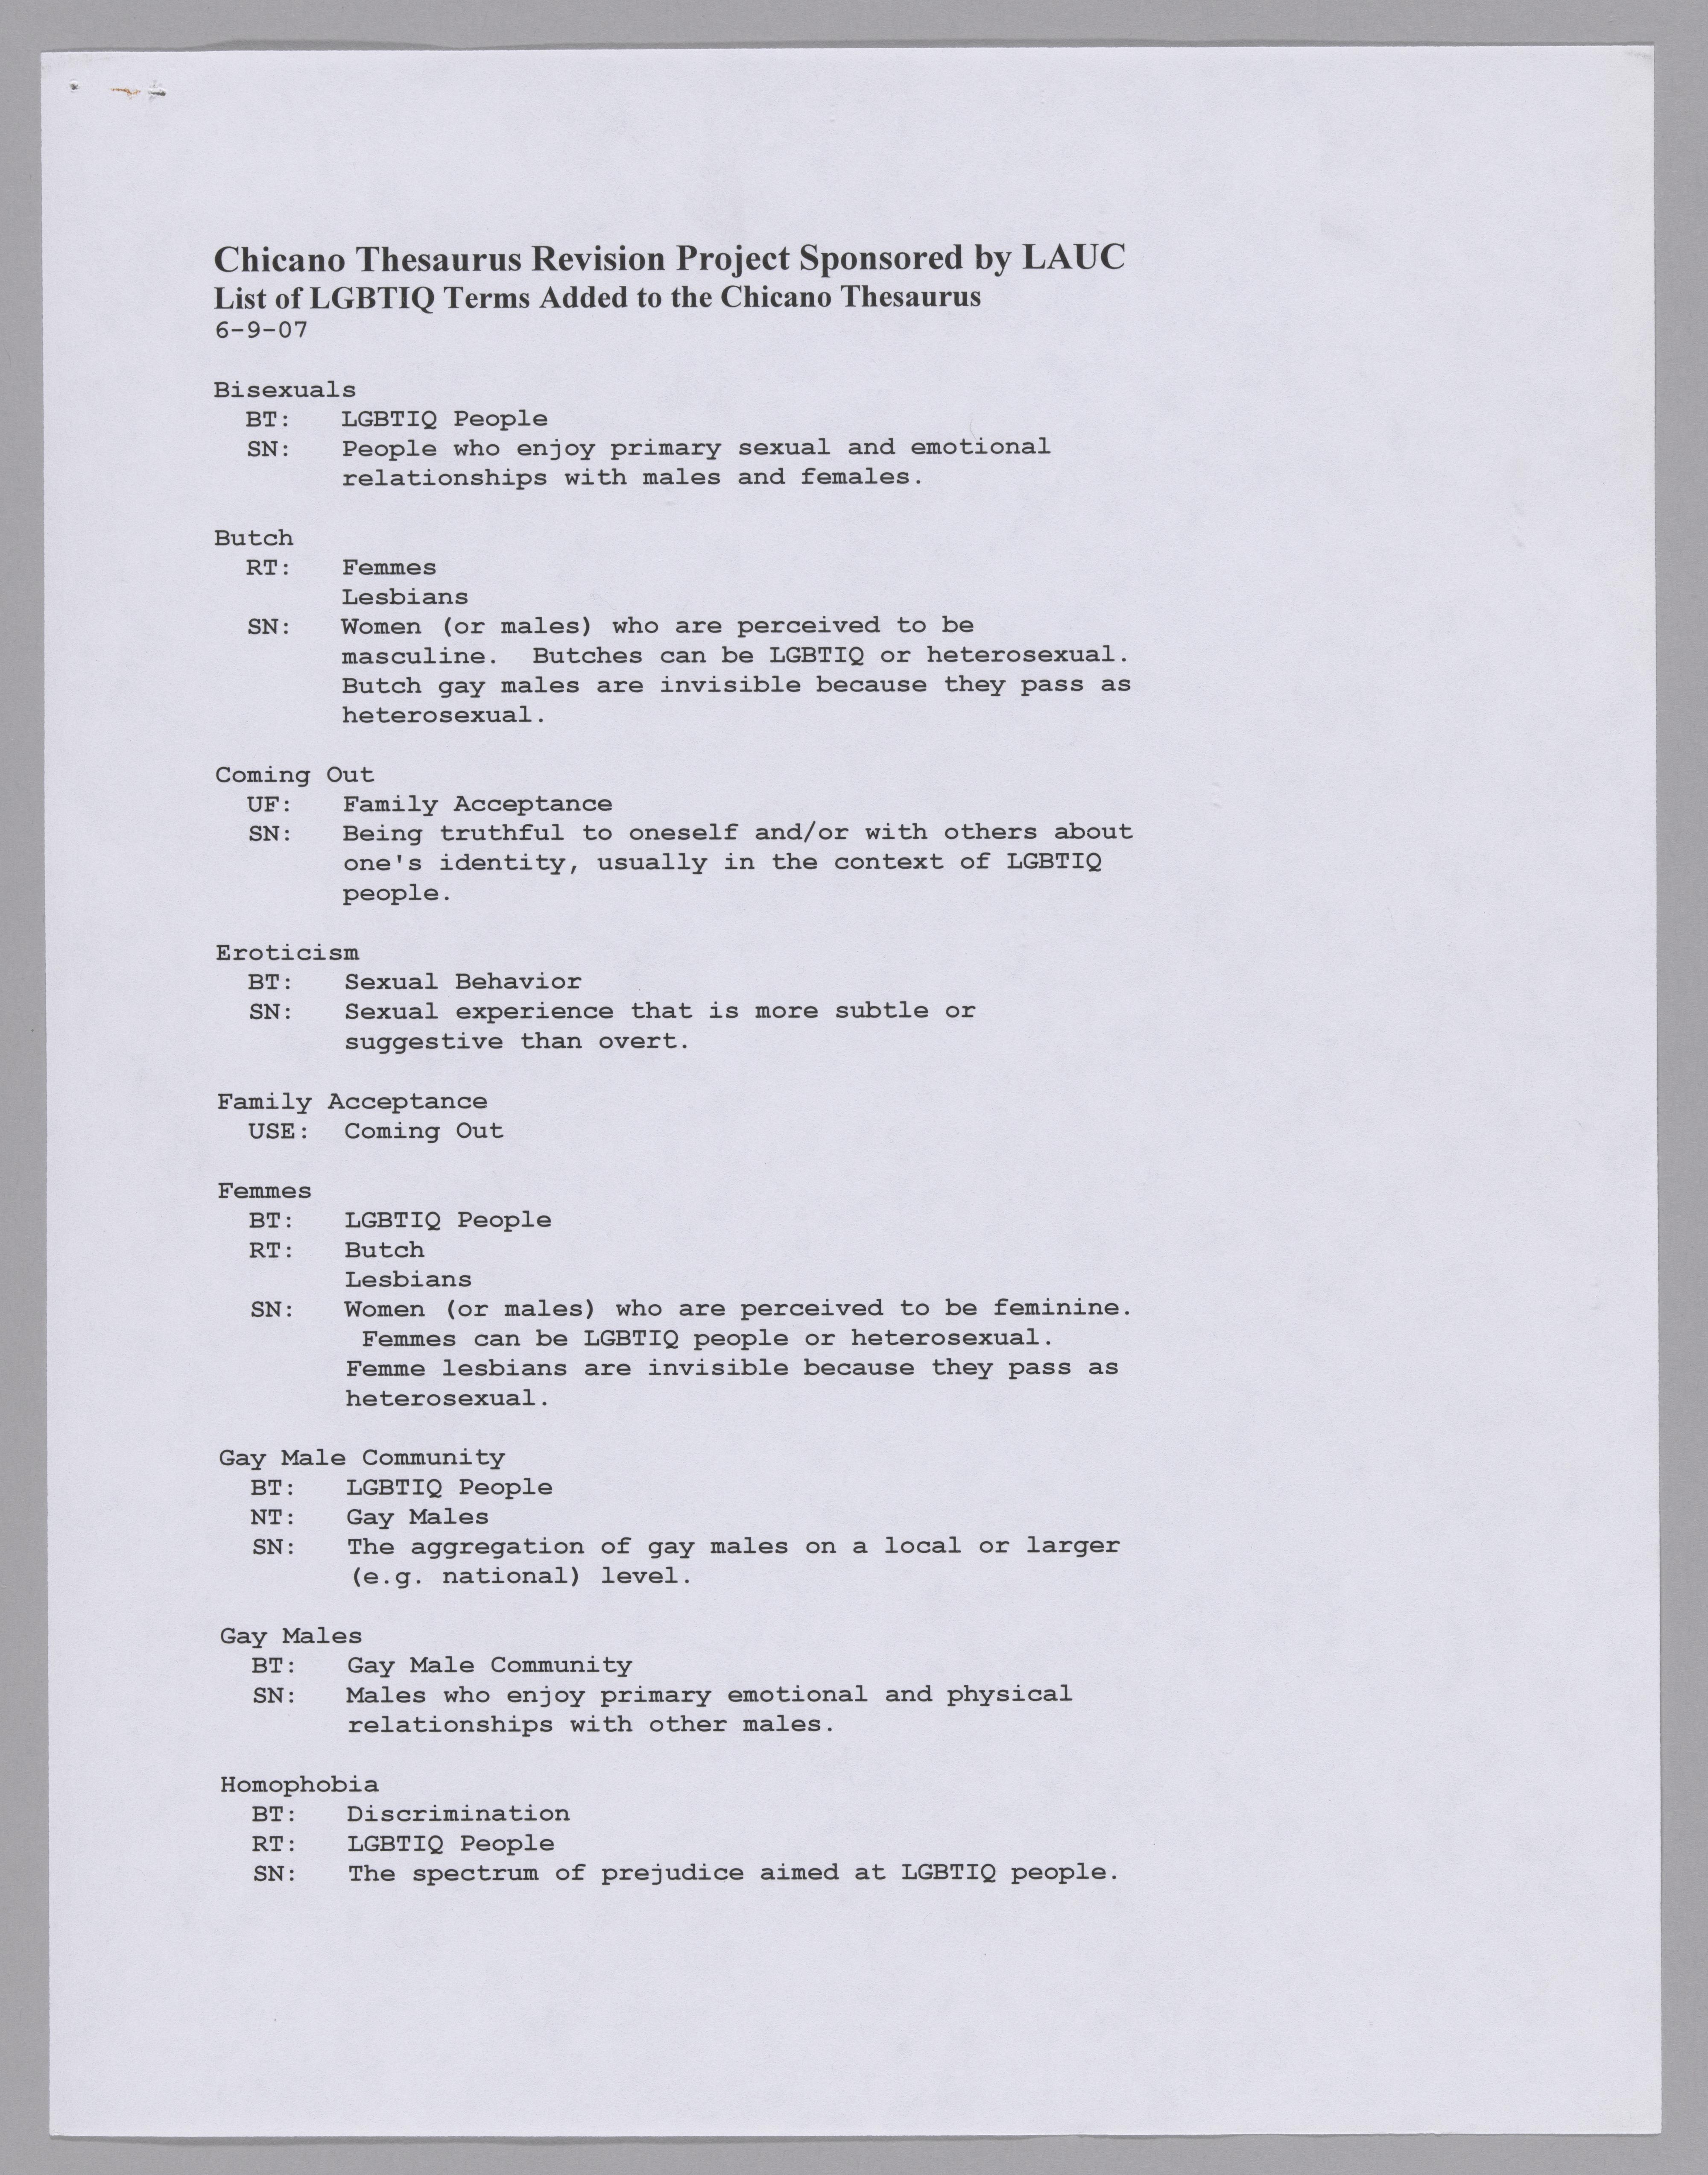 Chicano Thesaurus Revision Project Sponsored by LAUC
List of LGBTIQ Terms Added to the Chicano Thesaurus
6-9-07
Bisexuals
BT: LGBTIQ People
SN: People who enjoy primary sexual and emotional
relationships with males and females.
Butch
RT: Femmes
Lesbians
SN: Women (or males) who are perceived to be
masculine. Butches can be LGBTIQ or heterosexual.
Butch gay males are invisible because they pass as
heterosexual.
Coming Out
UF: Family Acceptance
SN: Being truthful to oneself and/or with others about
one's identity, usually in the context of LGBTIQ
people.
Eroticism
BT: Sexual Behavior
SN: Sexual experience that is more subtle or
suggestive than overt.
Family Acceptance
USE: Coming Out
Femmes
BT: LGBTIQ People
RT: Butch
Lesbians
SN: Women (or males) who are perceived to be feminine.
Femmes can be LGBTIQ people or heterosexual.
Femme lesbians are invisible because they pass as
heterosexual.
Gay Male Community
BT: LGBTIQ People
NT: Gay Males
SN: The aggregation of gay males on a local or larger
(e.g. national) level.
Gay Males
BT: Gay Male Community
SN: Males who enjoy primary emotional and physical
relationships with other males.
Homophobia
BT: Discrimination
RT: LGBTIQ People
SN: The spectrum of prejudice aimed at LGBTIQ people.